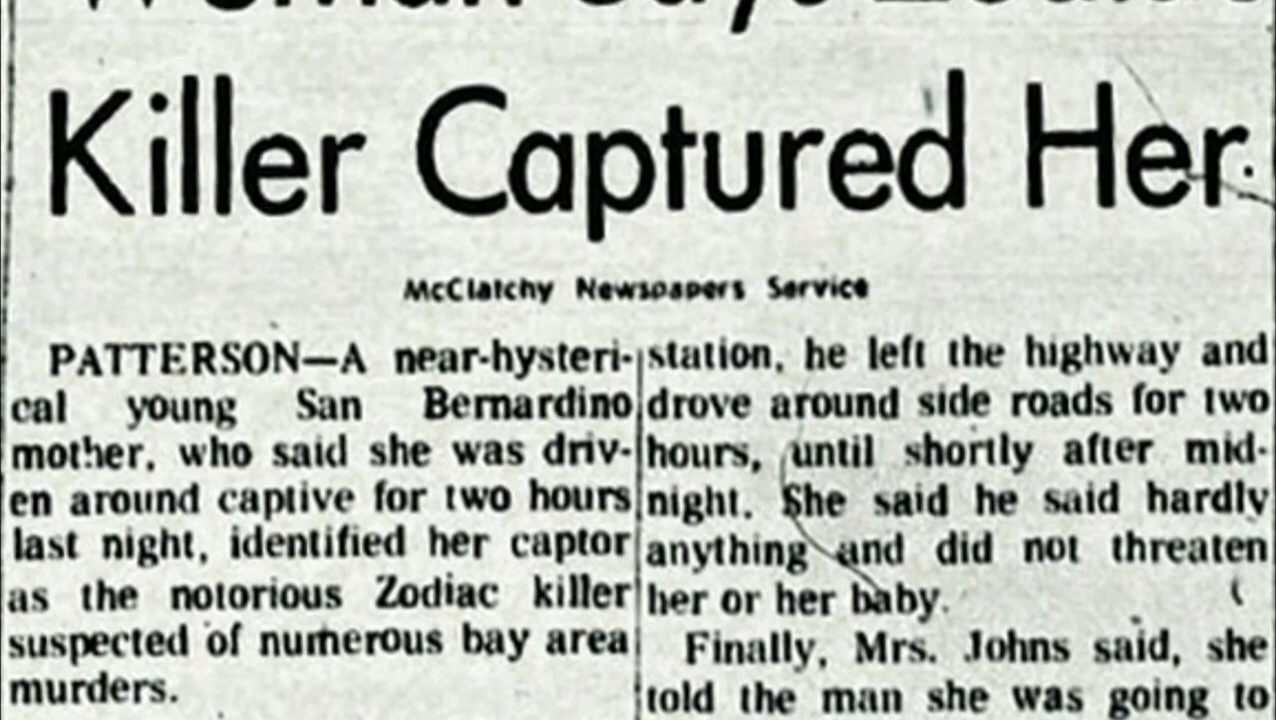 Woman Says Zodiac
Killer Captured Her
McClatchy Newspapers Service
PATTERSON—A near-hysteri-
cal young San Bernardino
mother, who said she was driv-
en around captive for two hours
last night, identified her captor
as the notorious Zodiac killer
suspected of numerous bay area
murders.
station, he left the highway and
drove around side roads for two
hours, until shortly after mid-
night. She said he said hardly
anything and did not threaten
her or her baby.
Finally, Mrs. Johns said, she
told the man she was going to